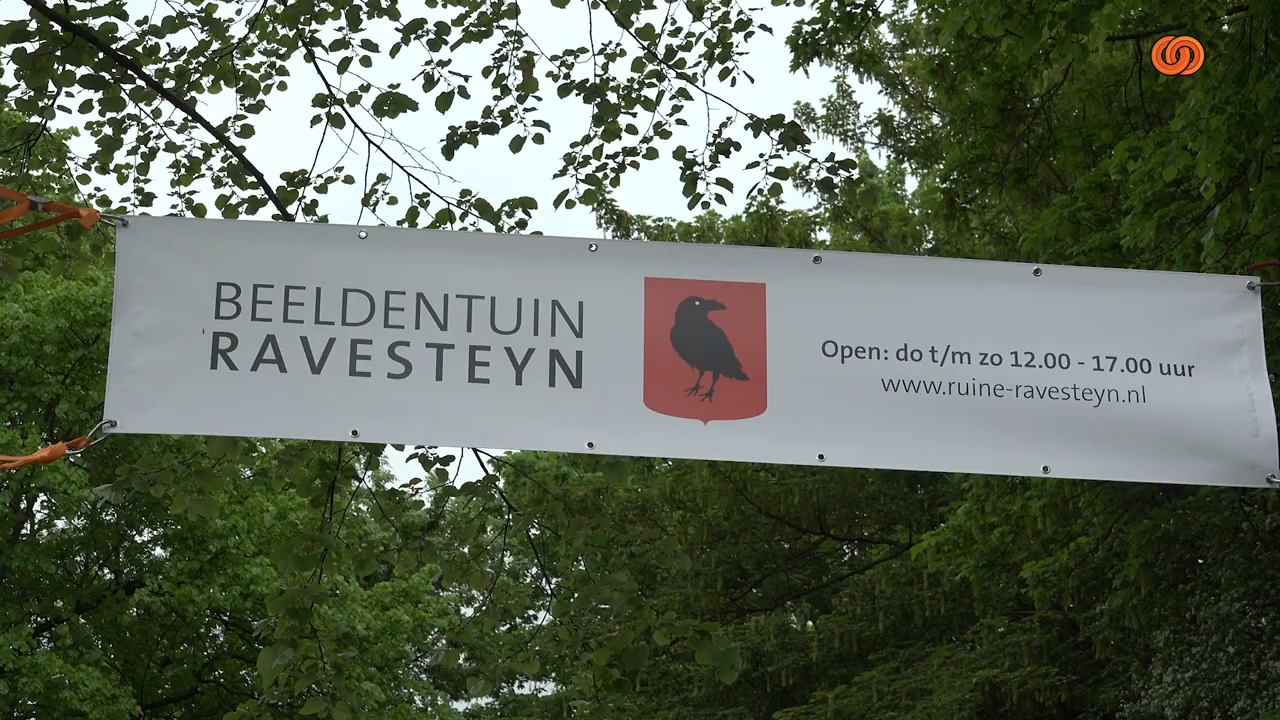 BEELDENTUIN
RAVESTEYN
Open: do t/m zo 12.00 - 17.00 uur
www.ruine-ravesteyn.nl